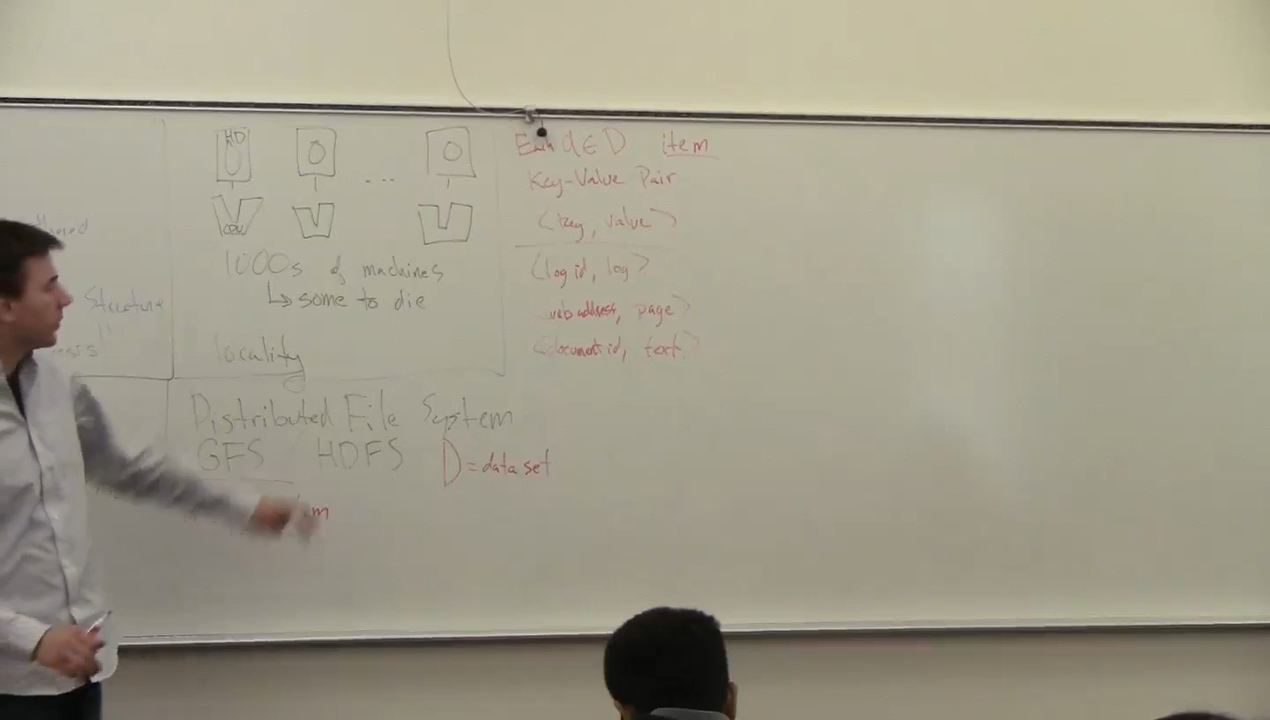 Structure
HD
CPU
1000s of machines
↳ some to die
locality
Distributed File System
GFS HDFS D = data set
Each d ∈ D item
Key-Value Pair
⟨key, value⟩
⟨log id, log⟩
web address, page⟩
⟨document id, text⟩